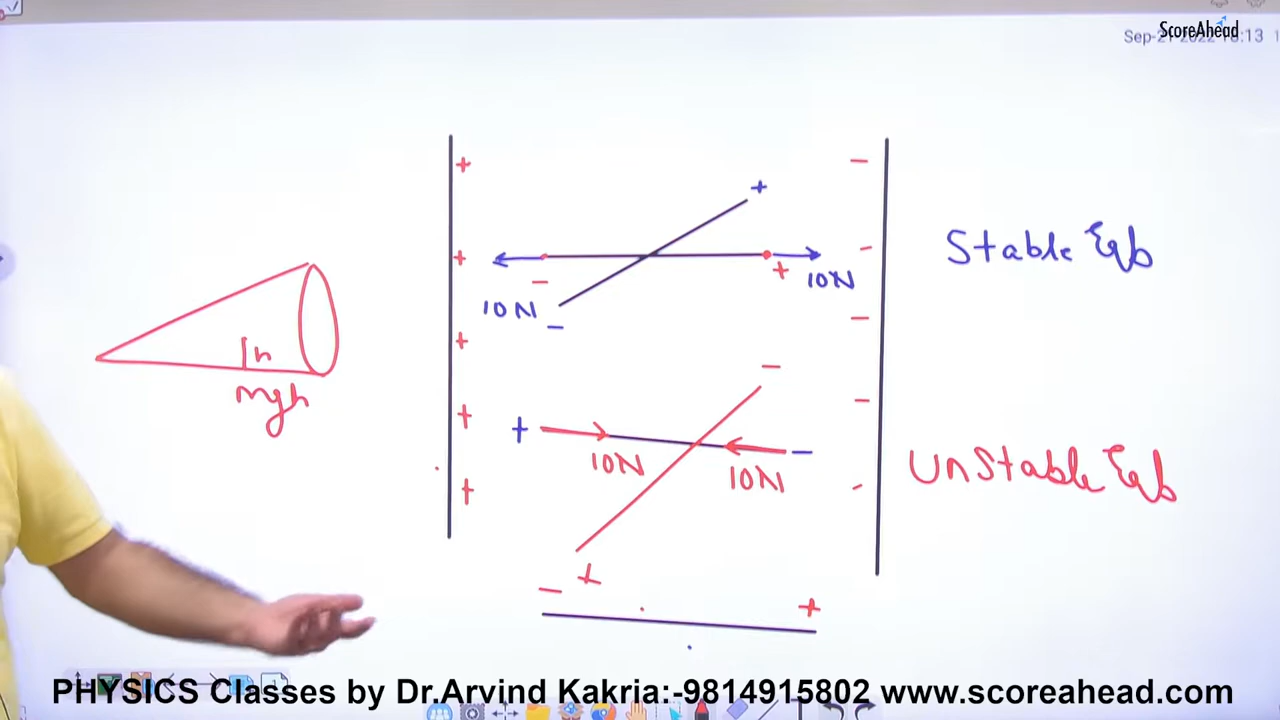 ScoreAhead
+ + −
Stable Eqb
+ − + 10N −
10N −
+ −
−
+ + − −
10N 10N
UnStable Eqb
+ −
h
mgh
+
− +
PHYSICS Classes by Dr.Arvind Kakria:-9814915802 www.scoreahead.com